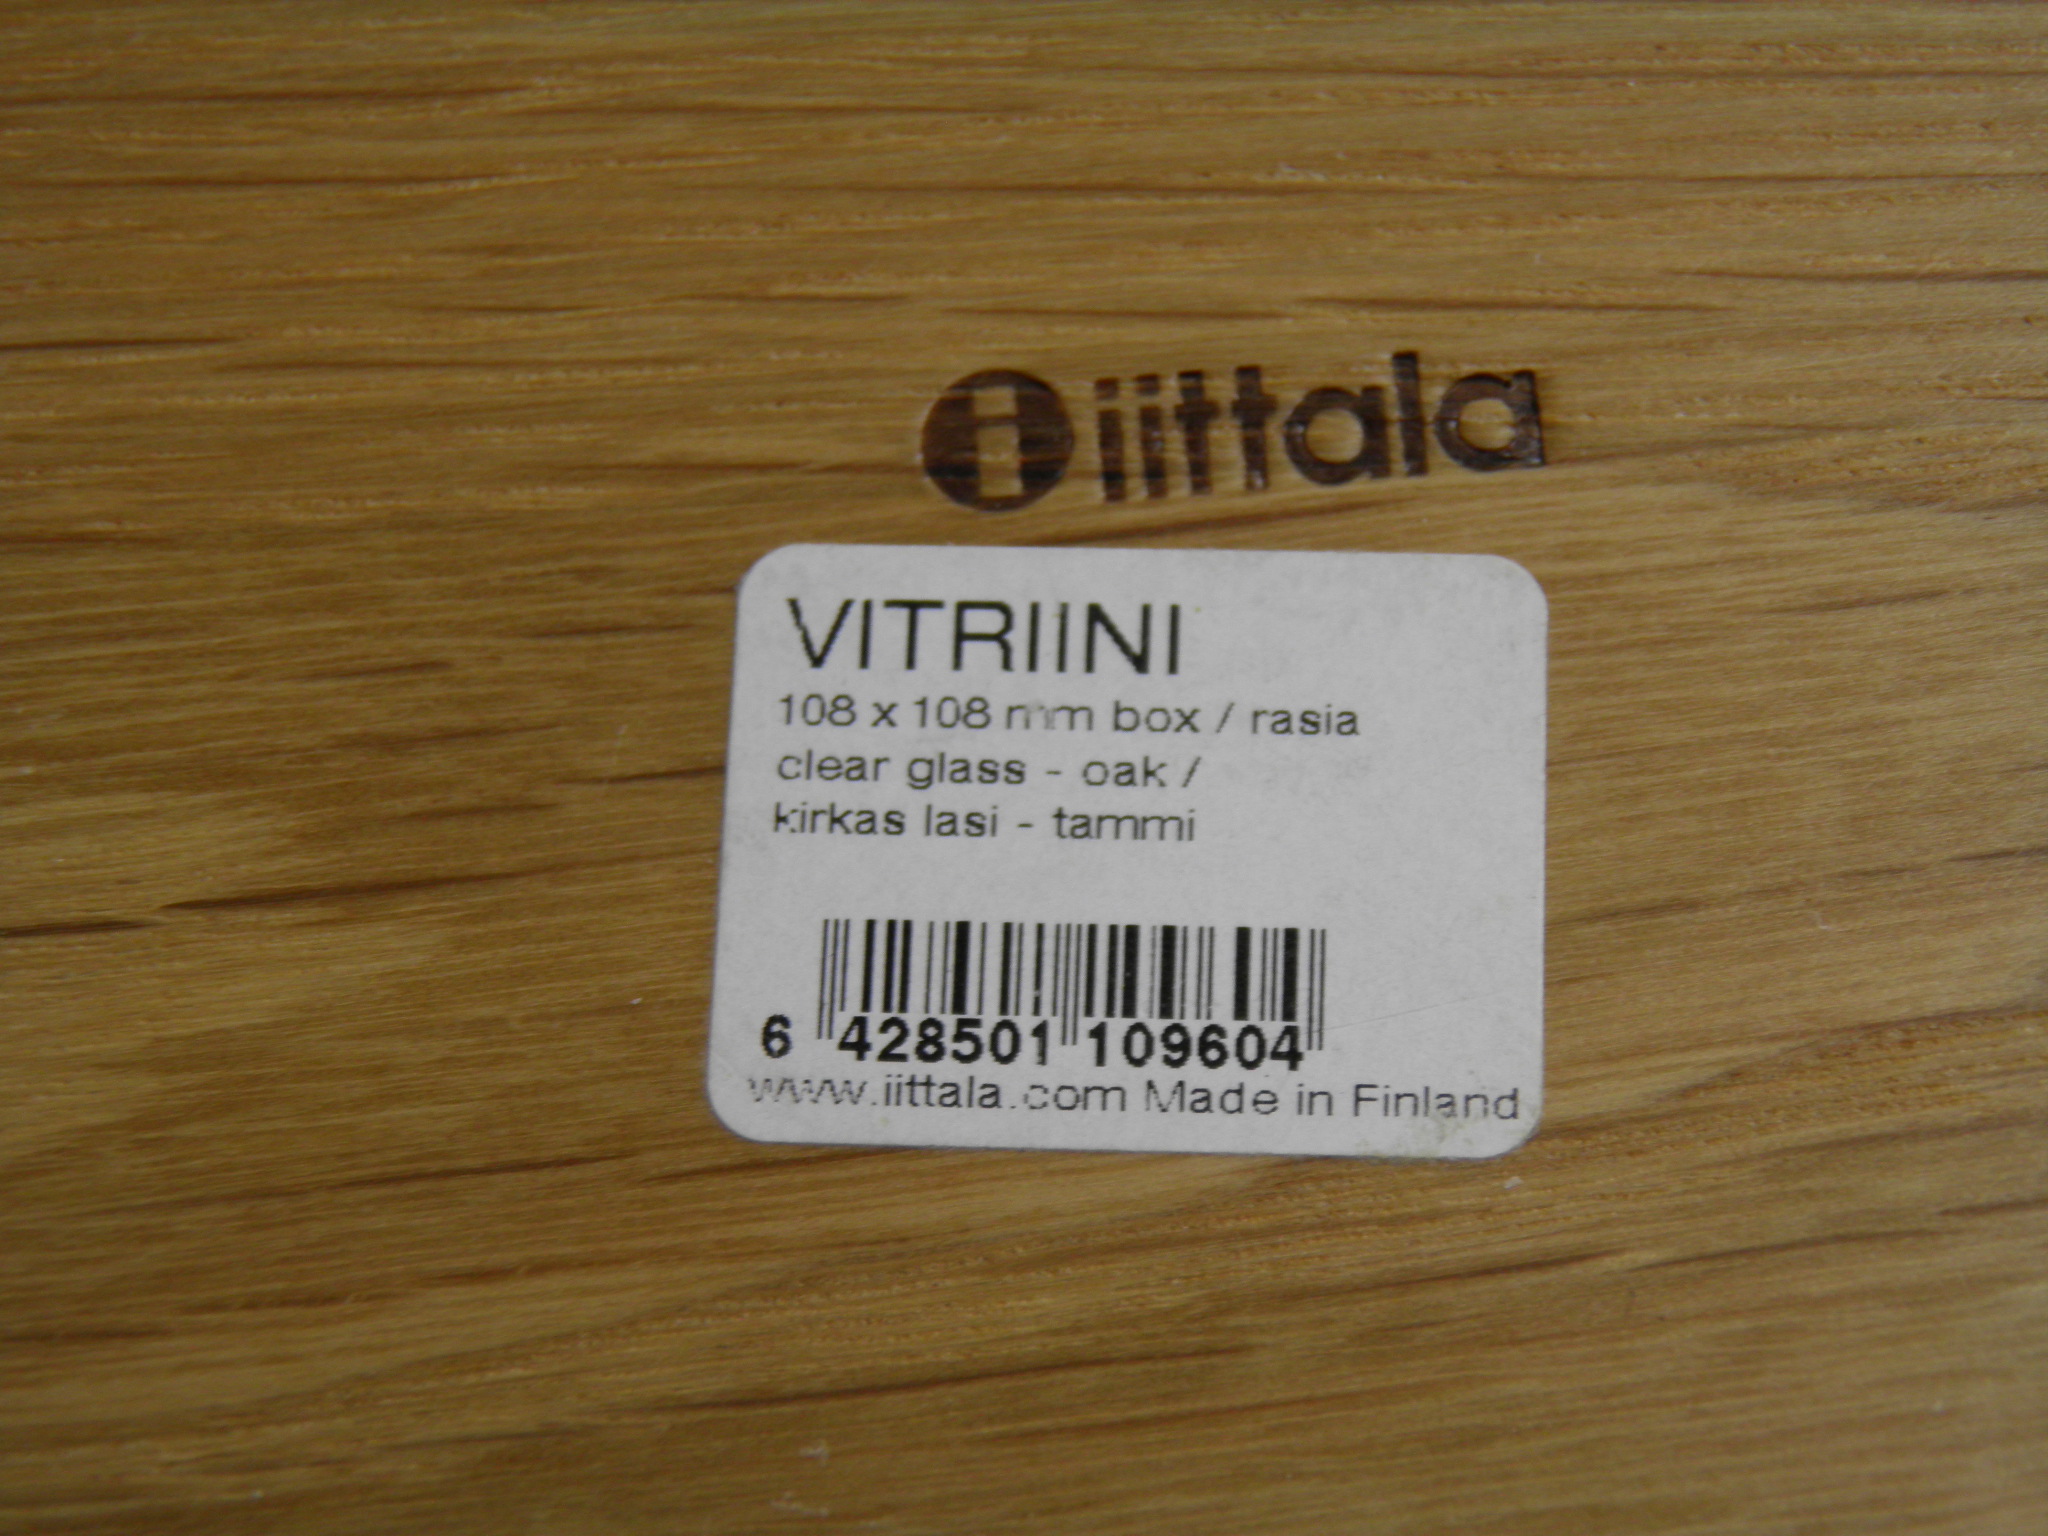 iittala
VITRIINI
108 x 108 mm box / rasia
clear glass - oak /
kirkas lasi - tammi
6 428501 109604
www.iittala.com Made in Finland